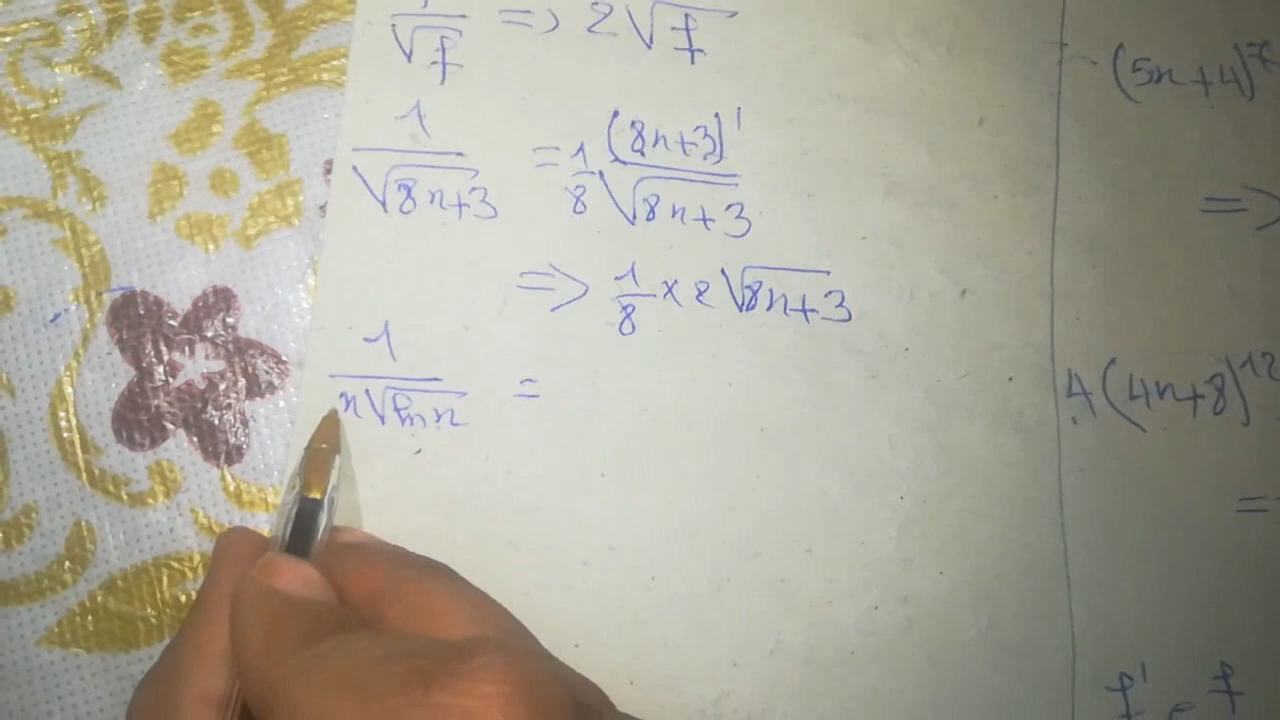 f'/√f => 2√f
1/√(8x+3) = 1/8 (8x+3)'/√(8x+3)
=> 1/8 × 2√(8x+3)
1/(x√(ln x)) =
(5x+4)
=>
4(4x+8)^12
=
f' f